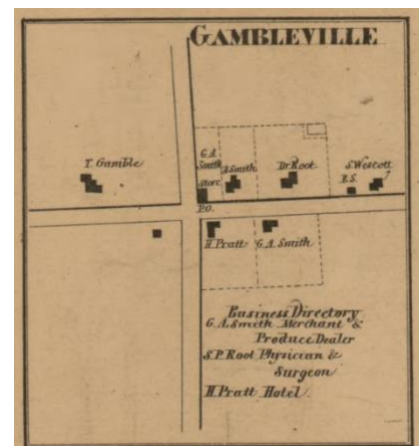 GAMBLEVILLE
T. Gamble
G.A.
Smith
Store
Smith
Dr Root
S. Westcott
B.S.
P.O.
H. Pratt
G.A. Smith
Business Directory
G. A. Smith Merchant &
Produce Dealer
S.P. Root Physician &
Surgeon
H. Pratt Hotel.